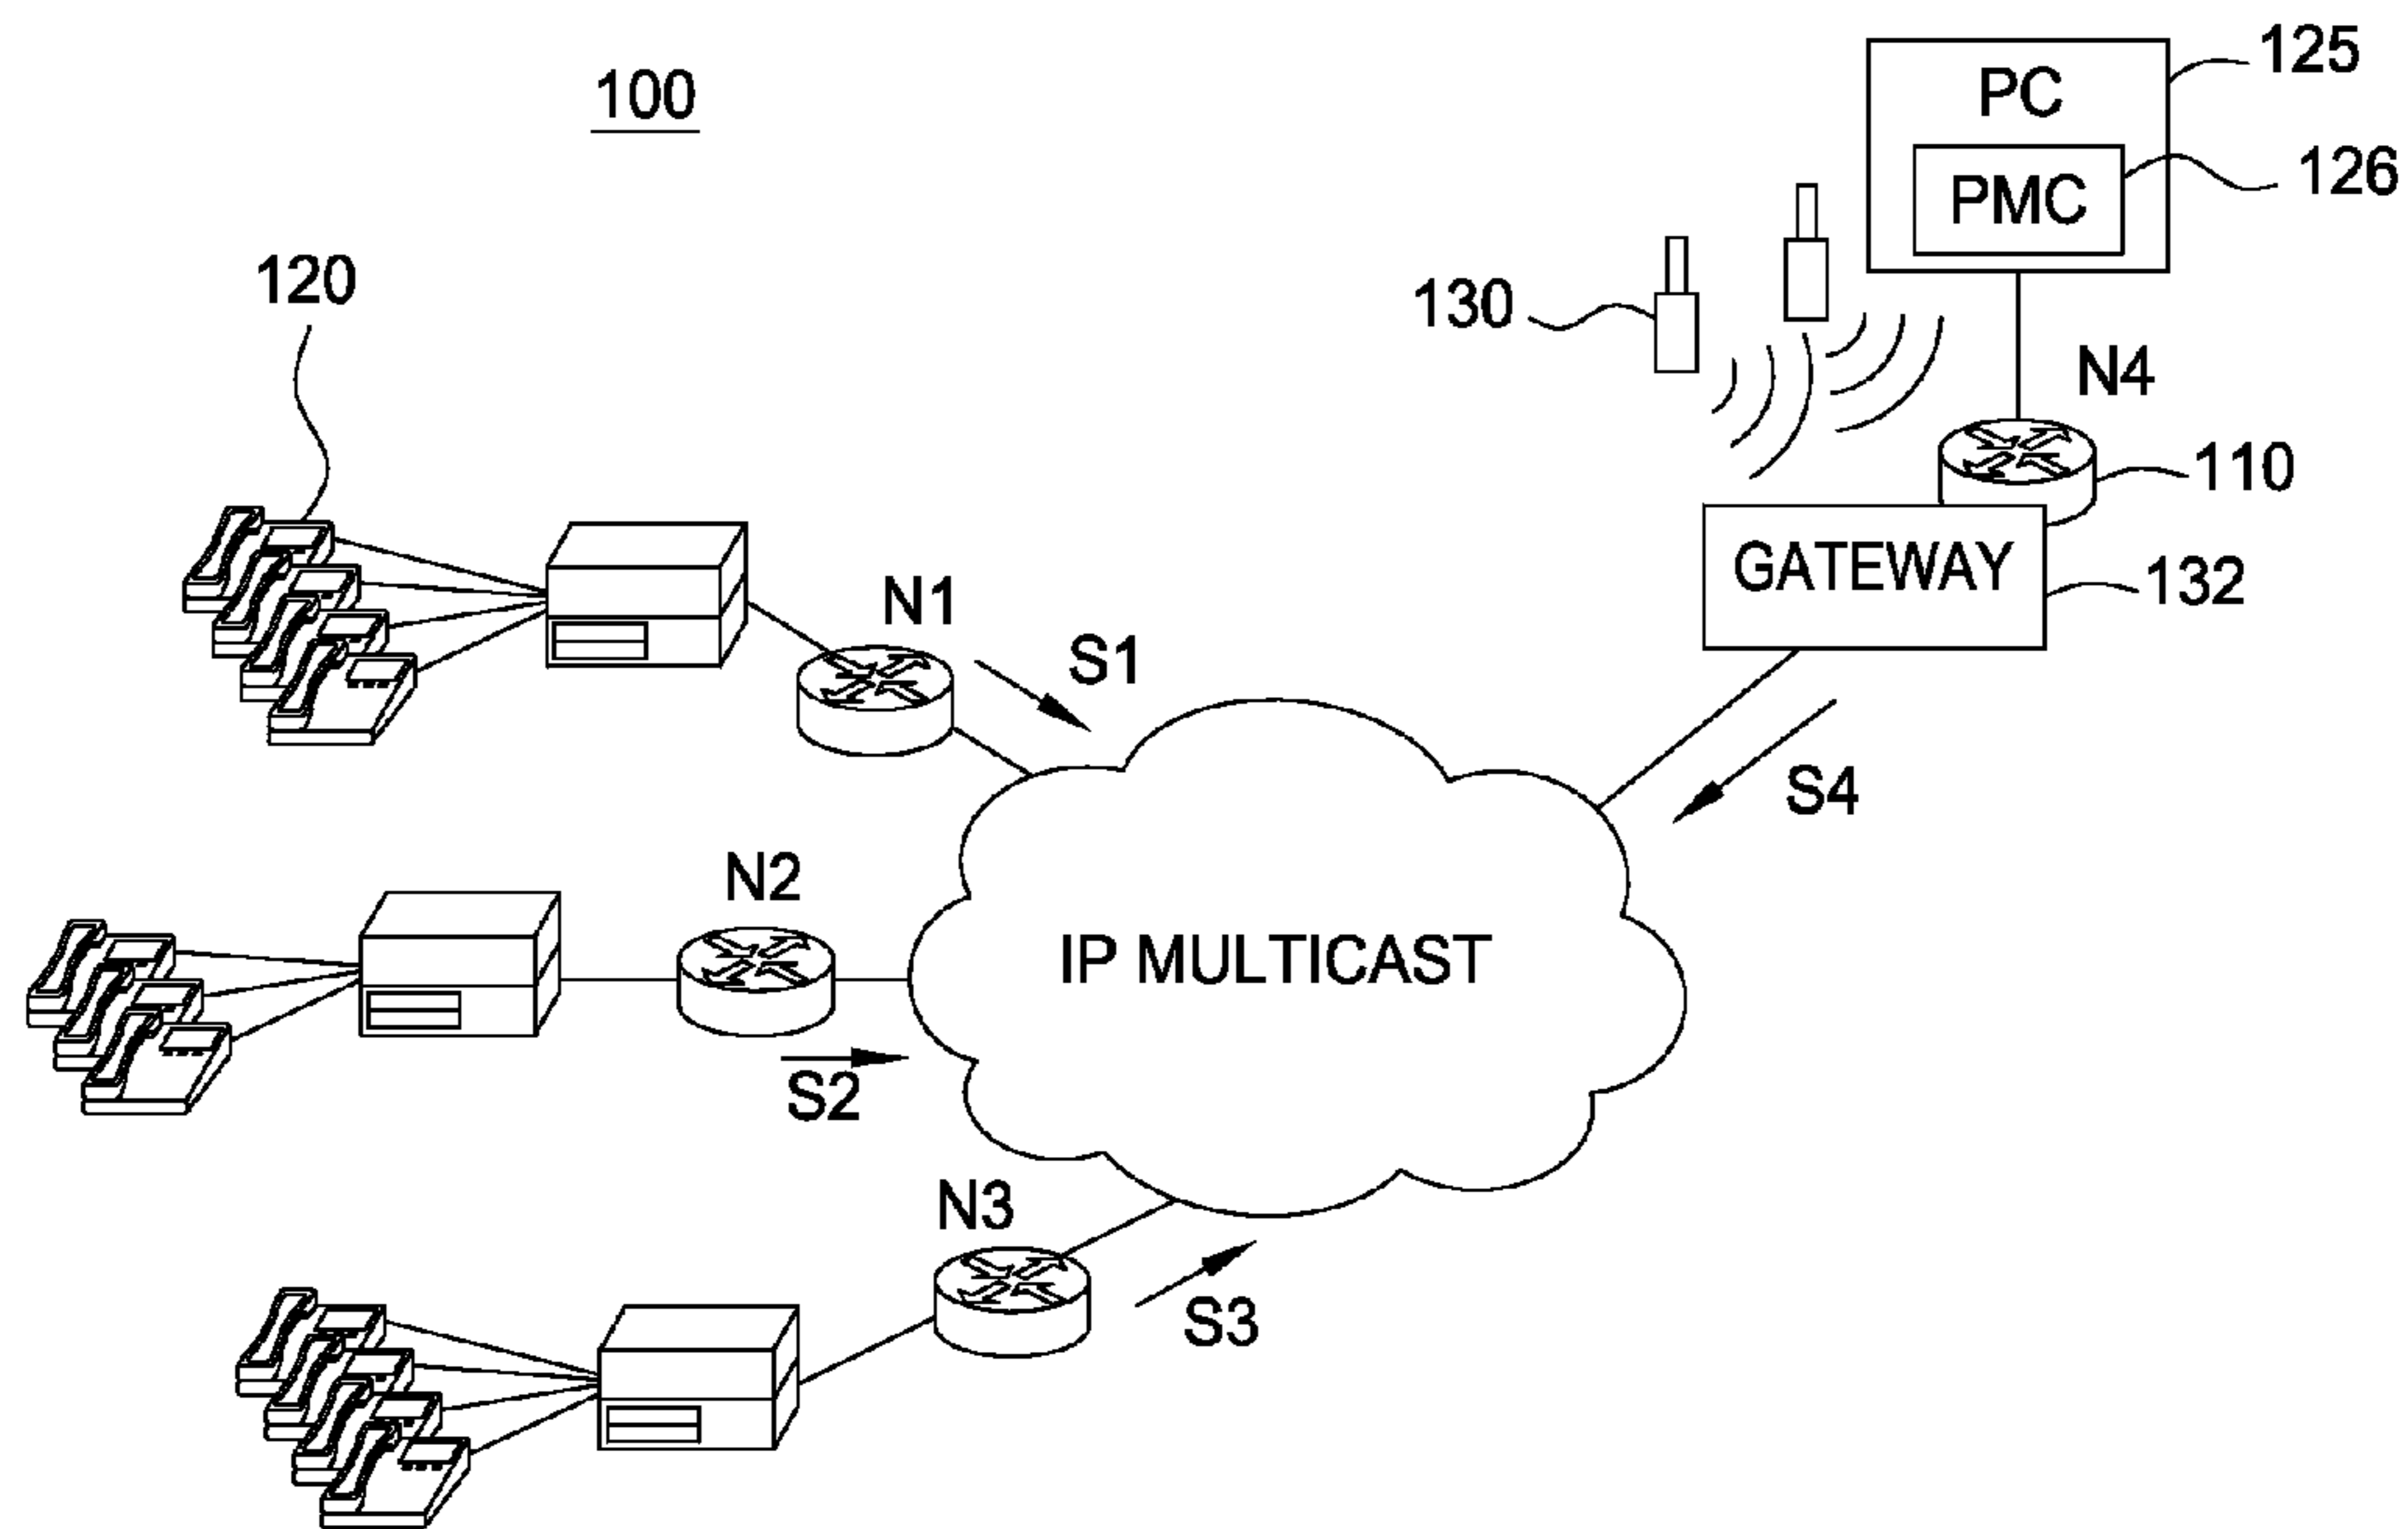 100
PC
125
PMC
126
120
130
N4
110
GATEWAY
132
N1
S1
S4
N2
IP MULTICAST
S2
N3
S3